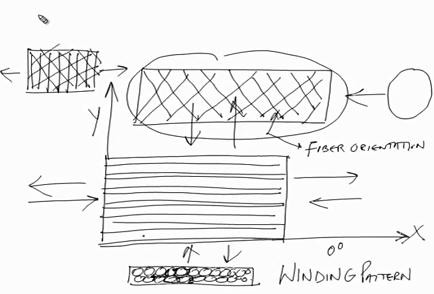 Y
FIBER ORIENTATION
X
0°
WINDING PATTERN